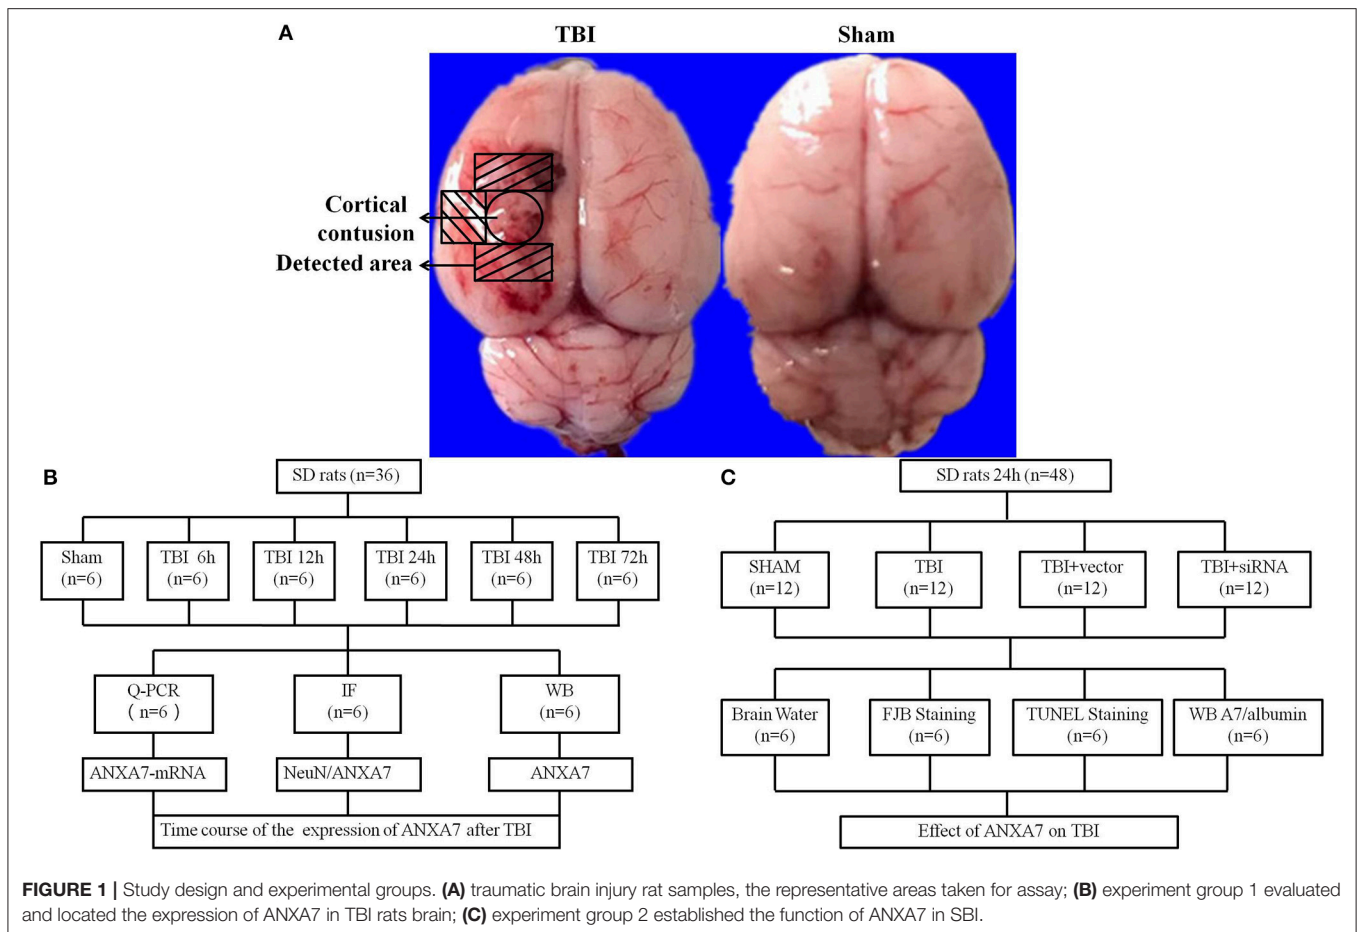 A
TBI
Sham
Cortical
contusion
Detected area
B
SD rats (n=36)
Sham
(n=6)
TBI 6h
(n=6)
TBI 12h
(n=6)
TBI 24h
(n=6)
TBI 48h
(n=6)
TBI 72h
(n=6)
Q-PCR
( n=6 )
IF
(n=6)
WB
(n=6)
ANXA7-mRNA
NeuN/ANXA7
ANXA7
Time course of the expression of ANXA7 after TBI
C
SD rats 24h (n=48)
SHAM
(n=12)
TBI
(n=12)
TBI+vector
(n=12)
TBI+siRNA
(n=12)
Brain Water
(n=6)
FJB Staining
(n=6)
TUNEL Staining
(n=6)
WB A7/albumin
(n=6)
Effect of ANXA7 on TBI
FIGURE 1 | Study design and experimental groups. (A) traumatic brain injury rat samples, the representative areas taken for assay; (B) experiment group 1 evaluated
and located the expression of ANXA7 in TBI rats brain; (C) experiment group 2 established the function of ANXA7 in SBI.